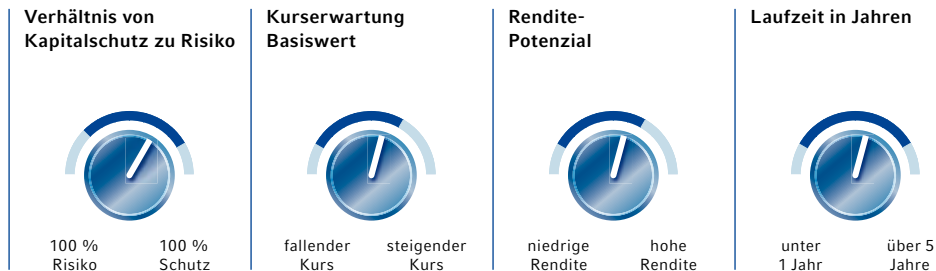 Verhältnis von
Kapitalschutz zu Risiko
100 %
Risiko
100 %
Schutz
Kurserwartung
Basiswert
fallender
Kurs
steigender
Kurs
Rendite-
Potenzial
niedrige
Rendite
hohe
Rendite
Laufzeit in Jahren
unter
1 Jahr
über 5
Jahre